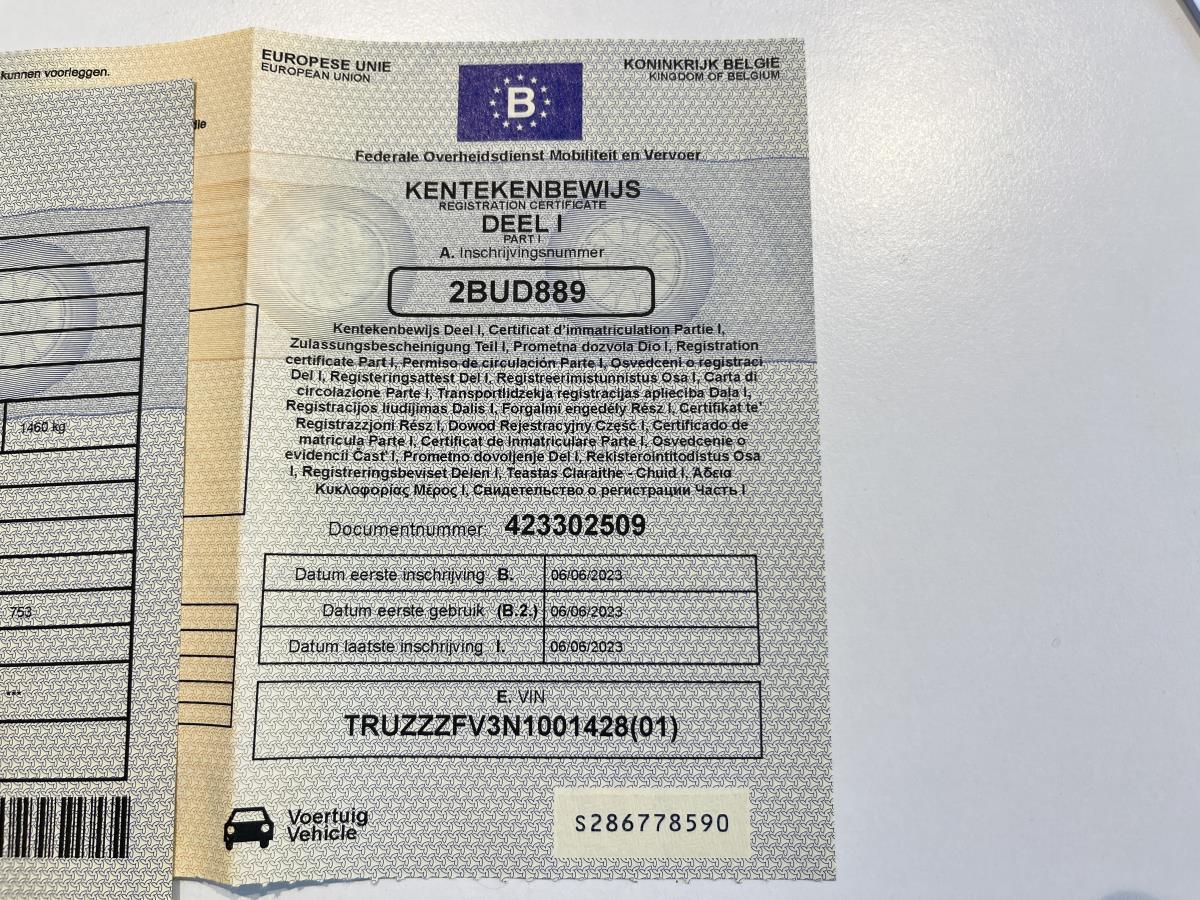 kunnen voorleggen.
lle
1460 kg
753
***
EUROPESE UNIE
EUROPEAN UNION
B
KONINKRIJK BELGIE
KINGDOM OF BELGIUM
Federale Overheidsdienst Mobiliteit en Vervoer
KENTEKENBEWIJS
REGISTRATION CERTIFICATE
DEEL I
PART I
A. Inschrijvingsnummer
2BUD889
Kentekenbewijs Deel I, Certificat d'immatriculation Partie I,
Zulassungsbescheinigung Teil I, Prometna dozvola Dio I, Registration
certificate Part I, Permiso de circulación Parte I, Osvedceni o registraci
Del I, Registeringsattest Del I, Registreerimistunnistus Osa I, Carta di
circolazione Parte I, Transportlidzekja registracijas aplieciba Daļa I,
Registracijos liudijimas Dalis I, Forgalmi engedély Rész I, Certifikat te'
Registrazzjoni Rész I, Dowod Rejestracyjny Część I, Certificado de
matricula Parte I, Certificat de Inmatriculare Parte I, Osvedcenie o
evidencii Časť I, Prometno dovoljenje Del I, Rekisterointitodistus Osa
I, Registreringsbeviset Delen I, Teastas Claraithe - Chuid I, Άδεια
Κυκλοφορίας Μέρος I, Свидетельство о регистрации Часть I
Documentnummer: 423302509
Datum eerste inschrijving B. 06/06/2023
Datum eerste gebruik (B.2.) 06/06/2023
Datum laatste inschrijving I. 06/06/2023
E. VIN
TRUZZZFV3N1001428(01)
Voertuig
Vehicle
S286778590